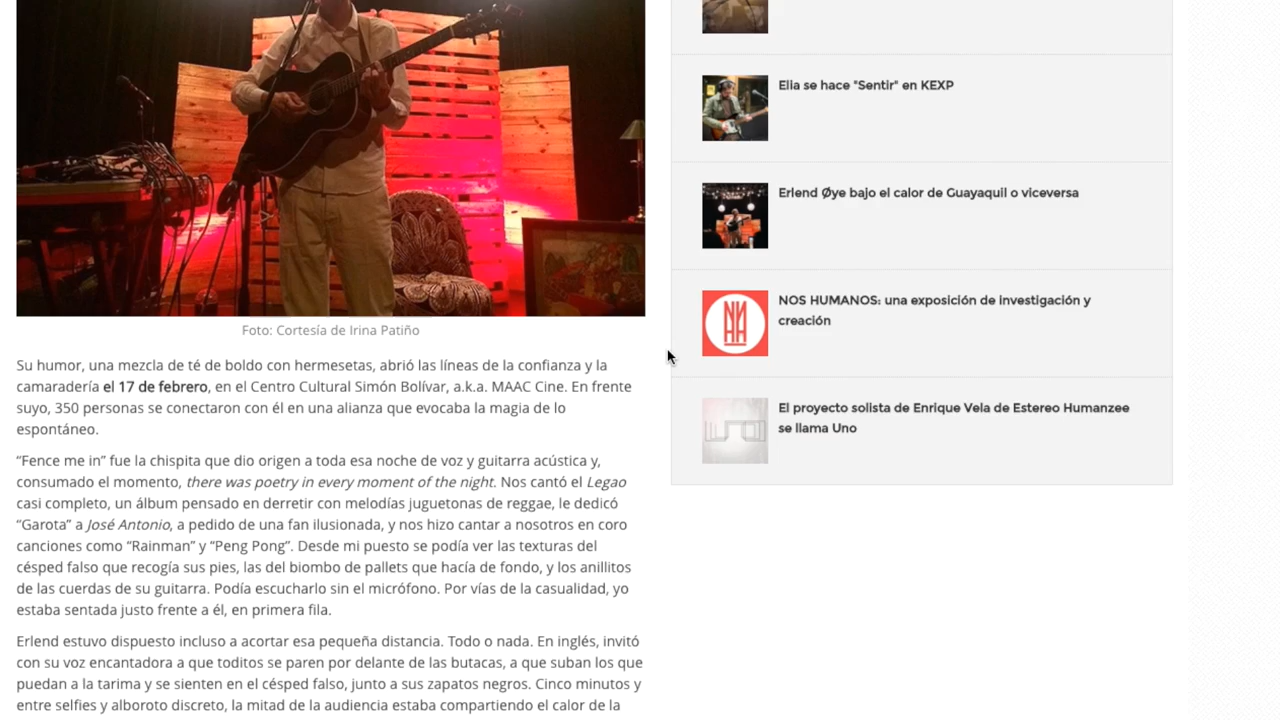 Foto: Cortesía de Irina Patiño
Su humor, una mezcla de té de boldo con hermesetas, abrió las líneas de la confianza y la
camaradería el 17 de febrero, en el Centro Cultural Simón Bolívar, a.k.a. MAAC Cine. En frente
suyo, 350 personas se conectaron con él en una alianza que evocaba la magia de lo
espontáneo.
“Fence me in” fue la chispita que dio origen a toda esa noche de voz y guitarra acústica y,
consumado el momento, there was poetry in every moment of the night. Nos cantó el Legao
casi completo, un álbum pensado en derretir con melodías juguetonas de reggae, le dedicó
“Garota” a José Antonio, a pedido de una fan ilusionada, y nos hizo cantar a nosotros en coro
canciones como “Rainman” y “Peng Pong”. Desde mi puesto se podía ver las texturas del
césped falso que recogía sus pies, las del biombo de pallets que hacía de fondo, y los anillitos
de las cuerdas de su guitarra. Podía escucharlo sin el micrófono. Por vías de la casualidad, yo
estaba sentada justo frente a él, en primera fila.
Erlend estuvo dispuesto incluso a acortar esa pequeña distancia. Todo o nada. En inglés, invitó
con su voz encantadora a que toditos se paren por delante de las butacas, a que suban los que
puedan a la tarima y se sienten en el césped falso, junto a sus zapatos negros. Cinco minutos y
entre selfies y alboroto discreto, la mitad de la audiencia estaba compartiendo el calor de la
Elia se hace "Sentir" en KEXP
Erlend Øye bajo el calor de Guayaquil o viceversa
NOS HUMANOS: una exposición de investigación y
creación
El proyecto solista de Enrique Vela de Estereo Humanzee
se llama Uno